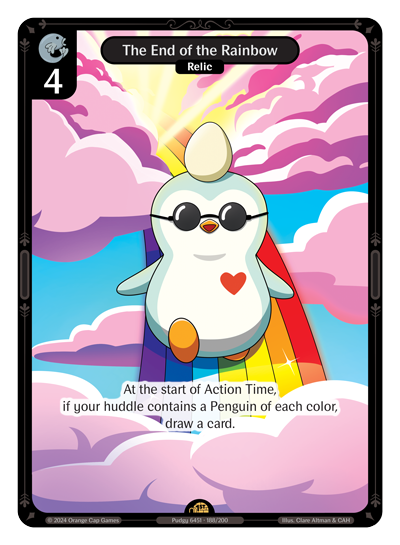 The End of the Rainbow
Relic
4
At the start of Action Time,
if your huddle contains a Penguin of each color,
draw a card.
© 2024 Orange Cap Games
Pudgy 6451 · 188/200
Illus. Clare Altman & CAH